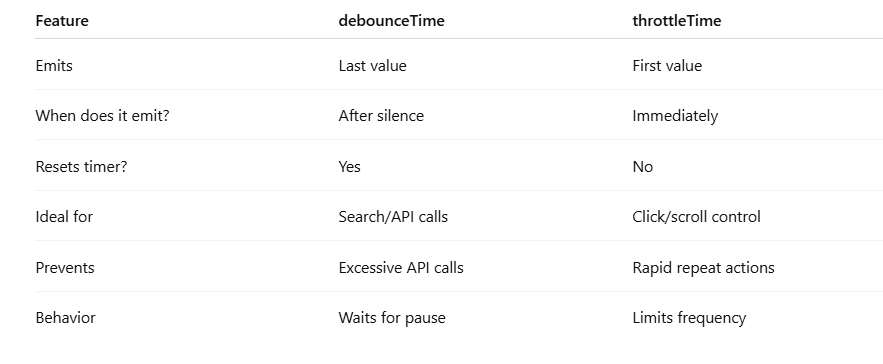 Feature debounceTime throttleTime
Emits Last value First value
When does it emit? After silence Immediately
Resets timer? Yes No
Ideal for Search/API calls Click/scroll control
Prevents Excessive API calls Rapid repeat actions
Behavior Waits for pause Limits frequency